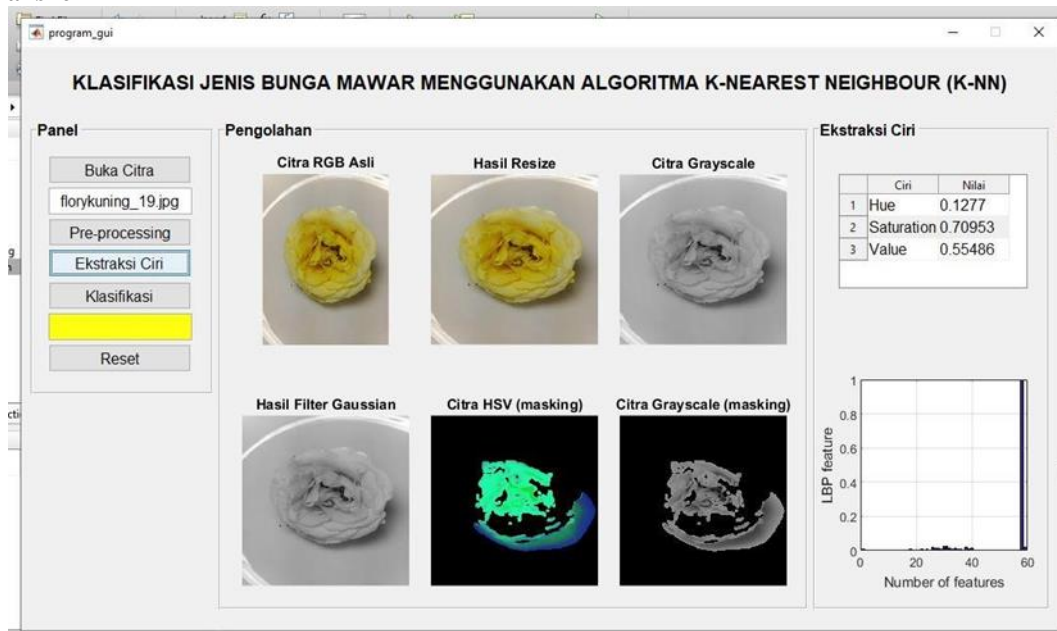 program_gui
KLASIFIKASI JENIS BUNGA MAWAR MENGGUNAKAN ALGORITMA K-NEAREST NEIGHBOUR (K-NN)
Panel
Buka Citra
florykuning_19.jpg
Pre-processing
Ekstraksi Ciri
Klasifikasi
Reset
Pengolahan
Citra RGB Asli
Hasil Resize
Citra Grayscale
Hasil Filter Gaussian
Citra HSV (masking)
Citra Grayscale (masking)
Ekstraksi Ciri
Ciri Nilai
1 Hue 0.1277
2 Saturation 0.70953
3 Value 0.55486
LBP feature
1
0.8
0.6
0.4
0.2
0
0 20 40 60
Number of features